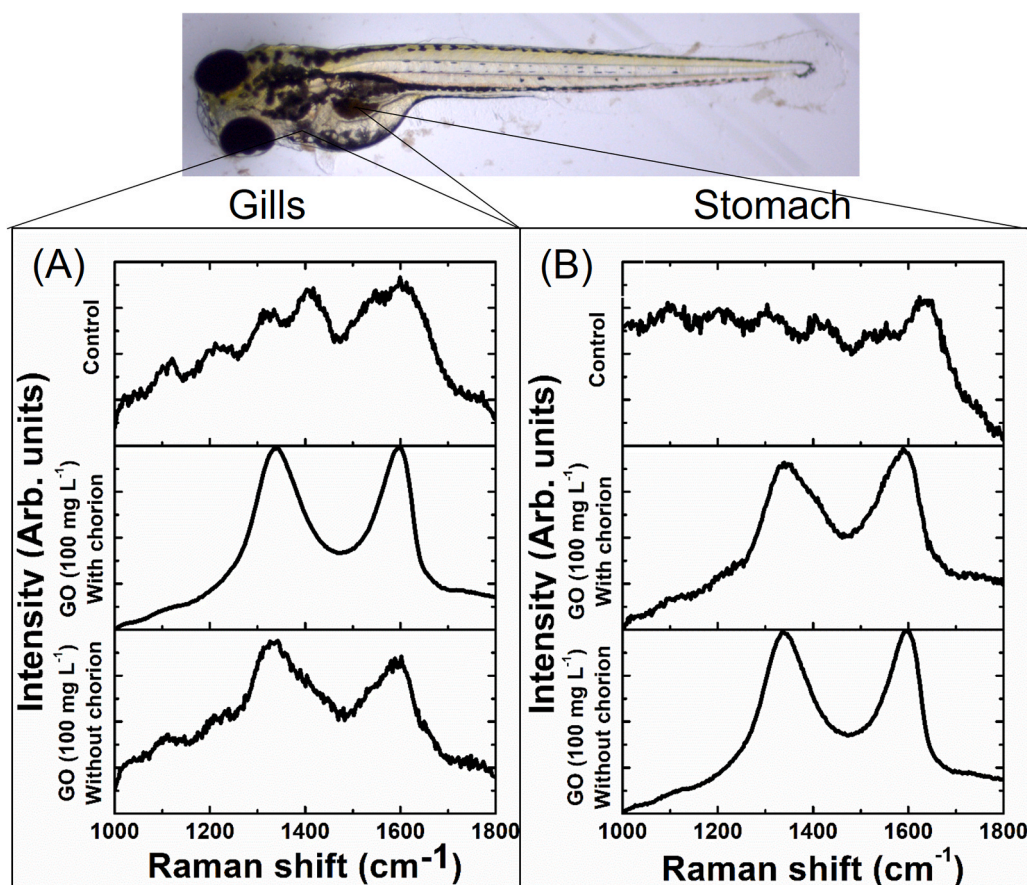 Gills
Stomach
(A)
(B)
Intensity (Arb. units)
Control
GO (100 mg L⁻¹)
With chorion
GO (100 mg L⁻¹)
Without chorion
1000 1200 1400 1600 1800
Raman shift (cm⁻¹)
Intensity (Arb. units)
Control
GO (100 mg L⁻¹)
With chorion
GO (100 mg L⁻¹)
Without chorion
1000 1200 1400 1600 1800
Raman shift (cm⁻¹)